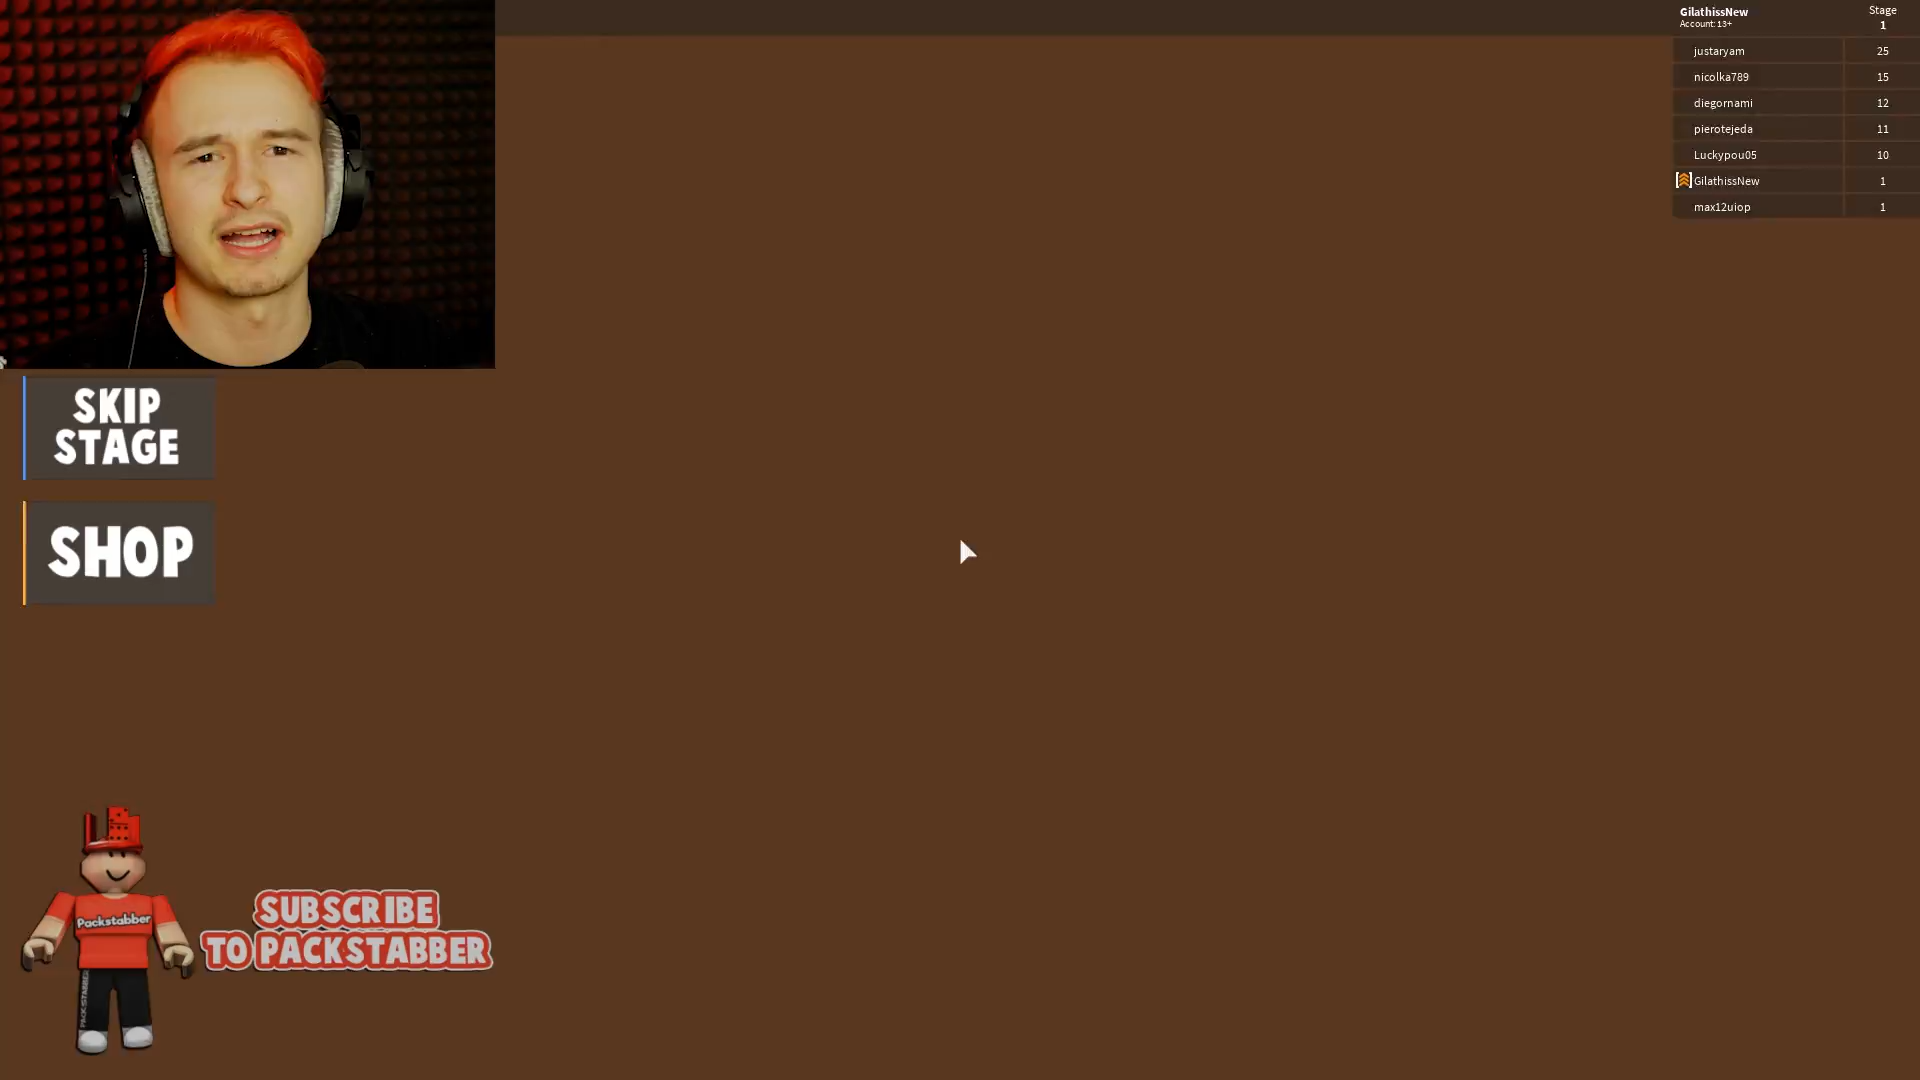 GilathissNew
Account: 13+
Stage
1
justaryam 25
nicolka789 15
diegornami 12
pierotejeda 11
Luckypou05 10
GilathissNew 1
max12uiop 1
SKIP
STAGE
SHOP
Packstabber
PACKSTABBER
SUBSCRIBE
TO PACKSTABBER